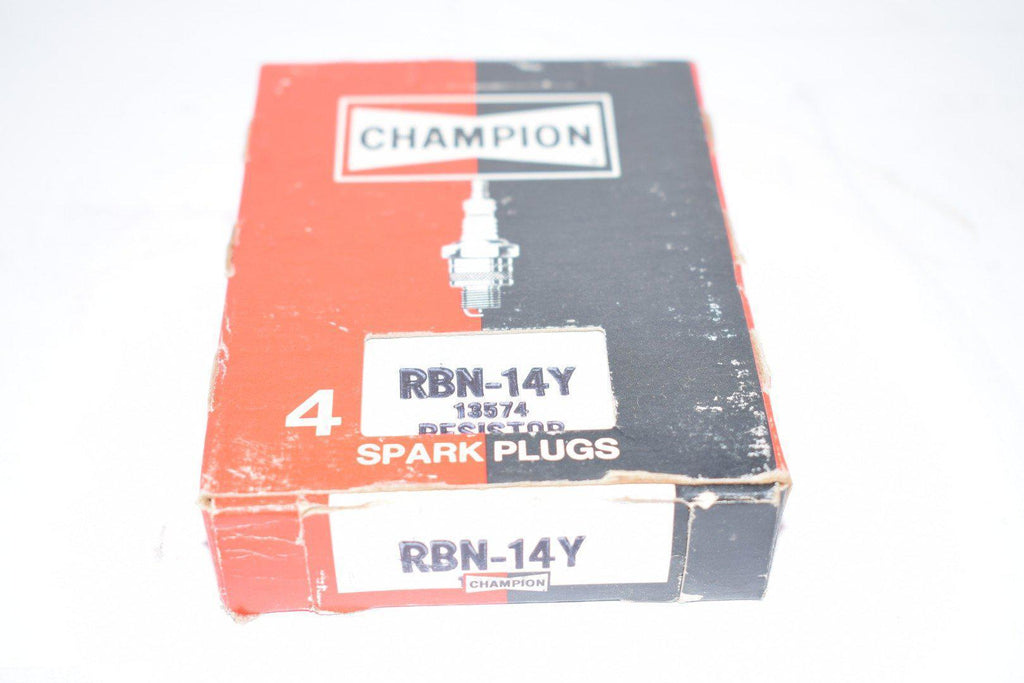 CHAMPION
RBN-14Y
13574
RESISTOR
4
SPARK PLUGS
RBN-14Y
CHAMPION